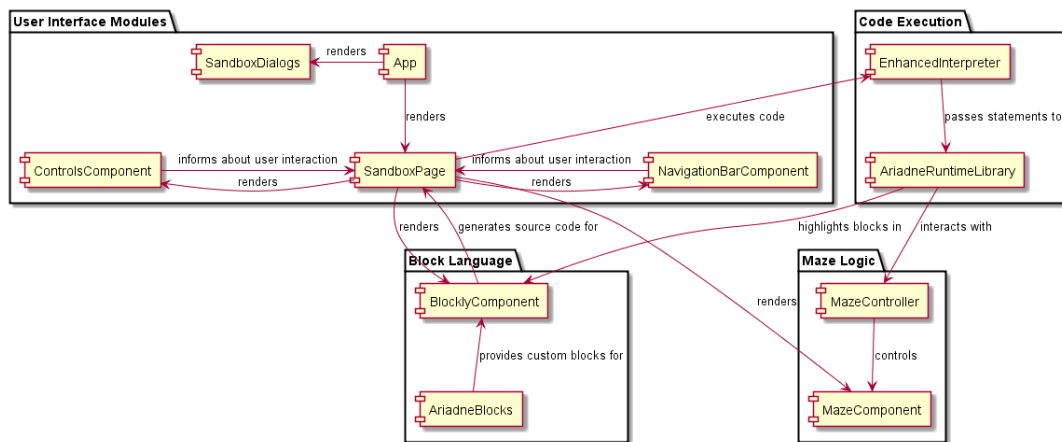 User Interface Modules
Code Execution
SandboxDialogs
renders
App
EnhancedInterpreter
renders
executes code
passes statements to
ControlsComponent
informs about user interaction
renders
SandboxPage
informs about user interaction
renders
NavigationBarComponent
AriadneRuntimeLibrary
renders
generates source code for
highlights blocks in
interacts with
Block Language
Maze Logic
BlocklyComponent
renders
MazeController
provides custom blocks for
controls
AriadneBlocks
MazeComponent